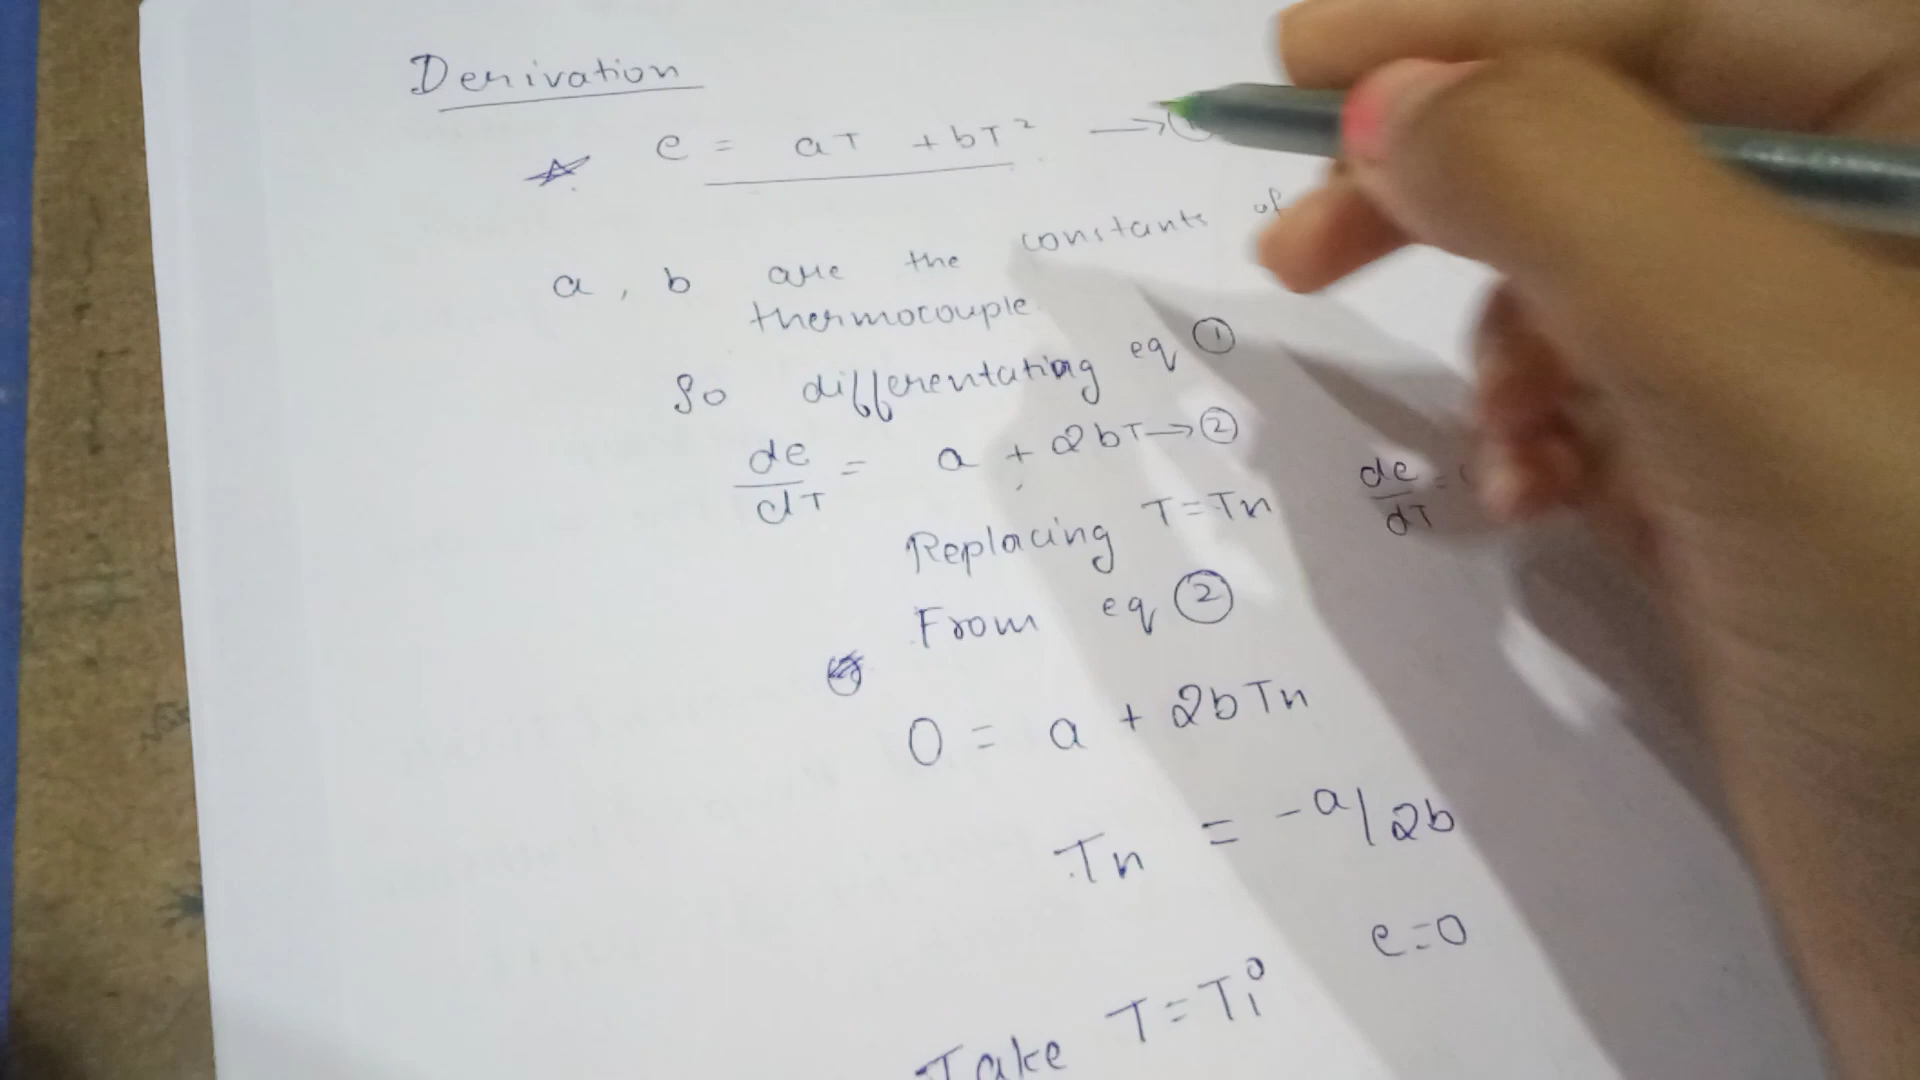 Derivation
e = aT + bT² →
a, b are the constants of
thermocouple
So differentating eq ①
de/dT = a + 2bT → ②
Replacing T = Tn de/dT =
From eq ②
0 = a + 2bTn
Tn = -a/2b
e = 0
Take T = Ti